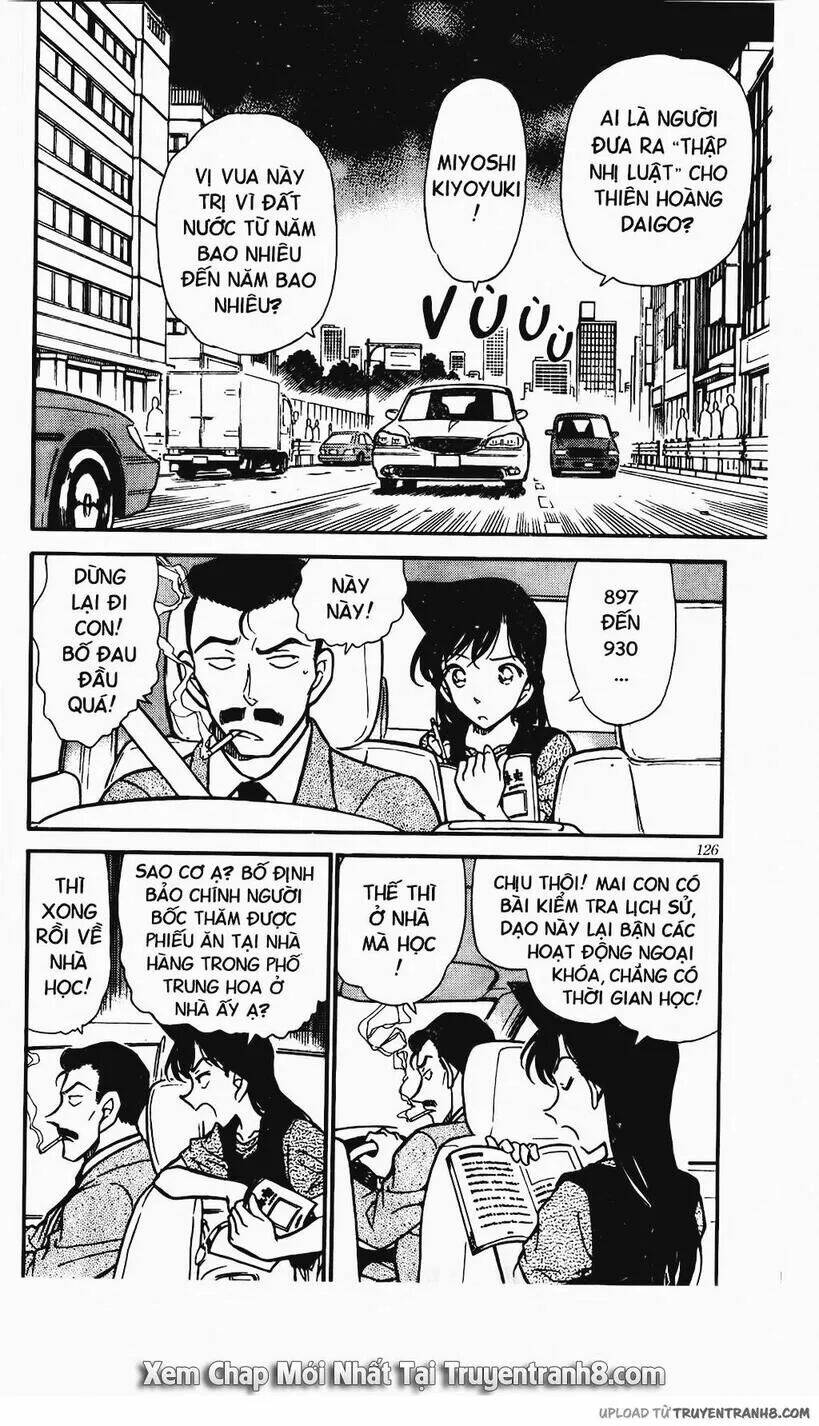 AI LÀ NGƯỜI
ĐƯA RA "THẬP
NHỊ LUẬT" CHO
THIÊN HOÀNG
DAIGO?
MIYOSHI
KIYOYUKI
!
VỊ VUA NÀY
TRỊ VÌ ĐẤT
NƯỚC TỪ NĂM
BAO NHIÊU
ĐẾN NĂM BAO
NHIÊU?
VÙ Ù Ù
897
ĐẾN
930
...
NÀY
NÀY!
DỪNG
LẠI ĐI
CON!
BỐ ĐAU
ĐẦU
QUÁ!
126
CHỊU THÔI! MAI CON CÓ
BÀI KIỂM TRA LỊCH SỬ,
DẠO NÀY LẠI BẬN CÁC
HOẠT ĐỘNG NGOẠI
KHÓA, CHẲNG CÓ
THỜI GIAN HỌC!
THẾ THÌ
Ở NHÀ
MÀ HỌC
!
SAO CƠ Ạ? BỐ ĐỊNH
BẢO CHÍNH NGƯỜI
BỐC THĂM ĐƯỢC
PHIẾU ĂN TẠI NHÀ
HÀNG TRONG PHỐ
TRUNG HOA Ở
NHÀ ẤY Ạ?
THÌ
XONG
RỒI VỀ
NHÀ
HỌC!
Xem Chap Mới Nhất Tại Truyentranh8.com
UPLOAD TỪ TRUYENTRANH8.COM